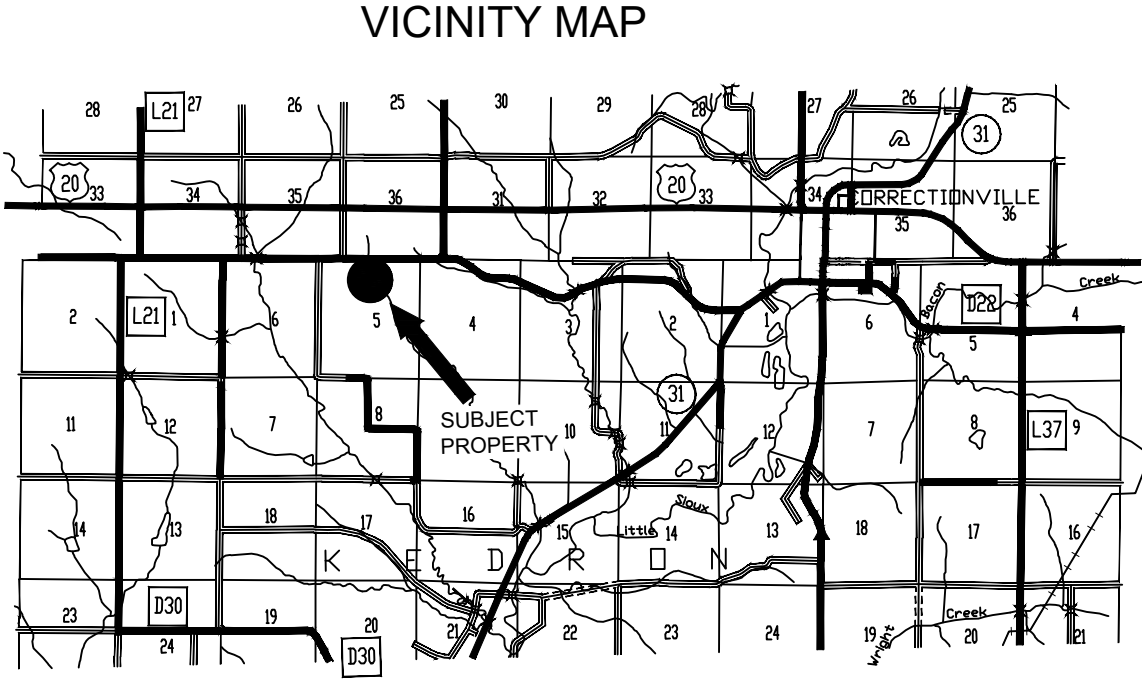 VICINITY MAP
28 L21 27 26 25 30 29 28 27 26 25
31
20 33 34 35 36 31 32 20 33 34 CORRECTIONVILLE
35 36
Creek
Bacon
D28
2 L21 1 6 5 4 3 2 1 6 5 4
31
SUBJECT
PROPERTY
11 12 7 8 10 11 12 7 8 L37 9
Sioux
Little
14 13 18 17 16 15 14 13 18 17 16
KEDRON
D30
23 24 19 20 21 22 23 24 19 20 21
D30
Creek
Wright